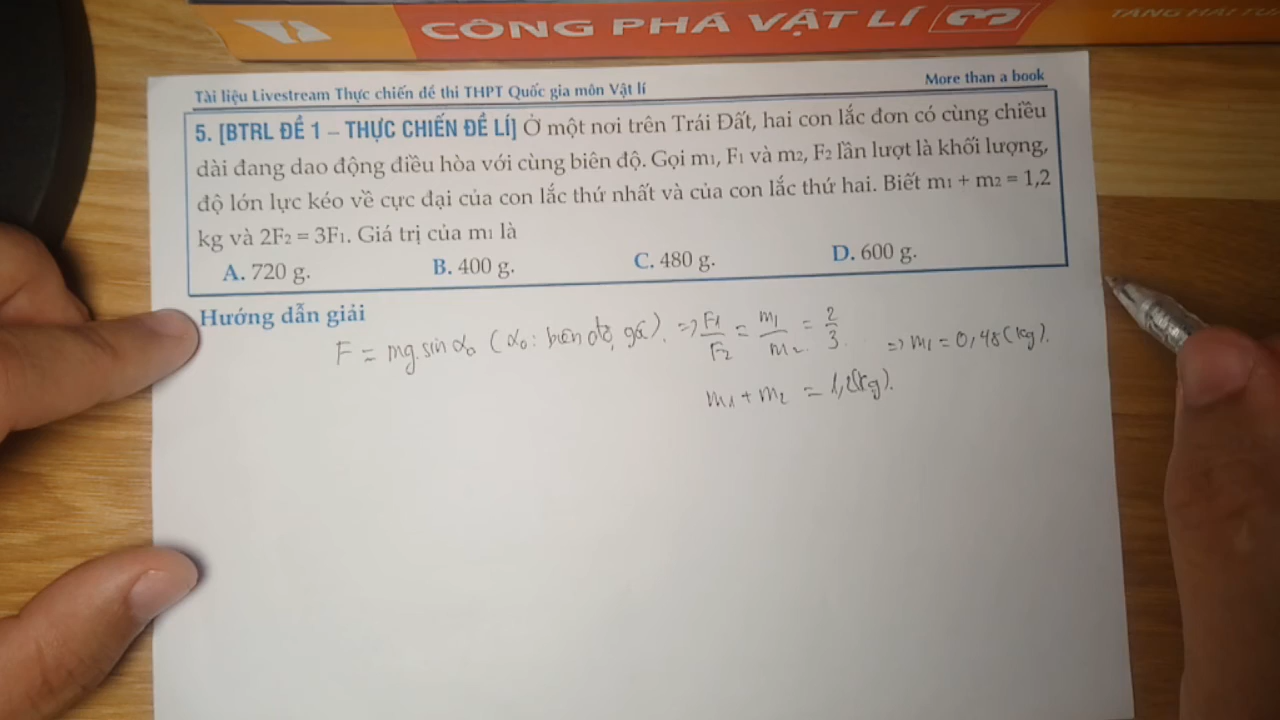 CÔNG PHÁ VẬT LÍ 3
TĂNG HẢI TUÂN
Tài liệu Livestream Thực chiến đề thi THPT Quốc gia môn Vật lí
More than a book
5. [BTRL ĐỀ 1 – THỰC CHIẾN ĐỀ LÍ] Ở một nơi trên Trái Đất, hai con lắc đơn có cùng chiều
dài đang dao động điều hòa với cùng biên độ. Gọi m₁, F₁ và m₂, F₂ lần lượt là khối lượng,
độ lớn lực kéo về cực đại của con lắc thứ nhất và của con lắc thứ hai. Biết m₁ + m₂ = 1,2
kg và 2F₂ = 3F₁. Giá trị của m₁ là
A. 720 g. B. 400 g. C. 480 g. D. 600 g.
Hướng dẫn giải
F = mg.sin α₀ (α₀: biên độ góc). => F₁/F₂ = m₁/m₂ = 2/3. => m₁ = 0,48 (kg).
m₁ + m₂ = 1,2(kg).